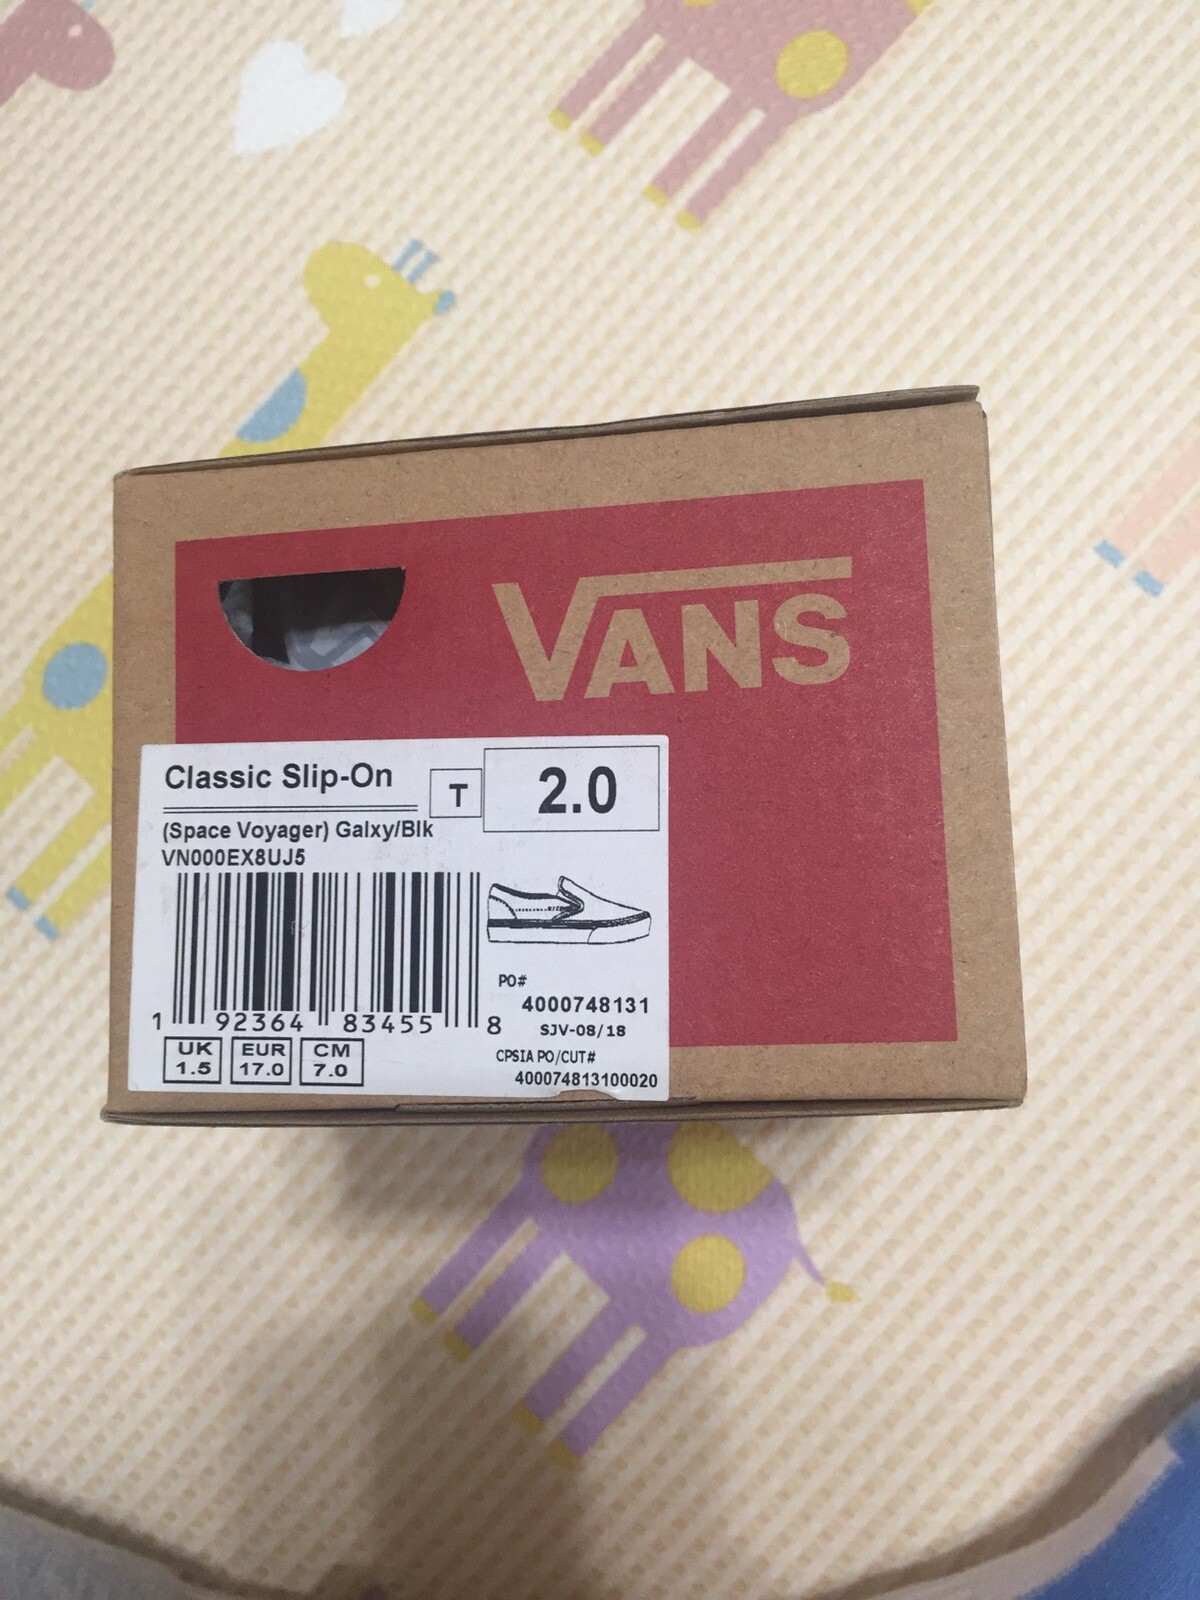 VANS
Classic Slip-On
T
2.0
(Space Voyager) Galxy/Blk
VN000EX8UJ5
1 92364 83455 8
PO#
4000748131
SJV-08/18
CPSIA PO/CUT#
400074813100020
UK EUR CM
1.5 17.0 7.0